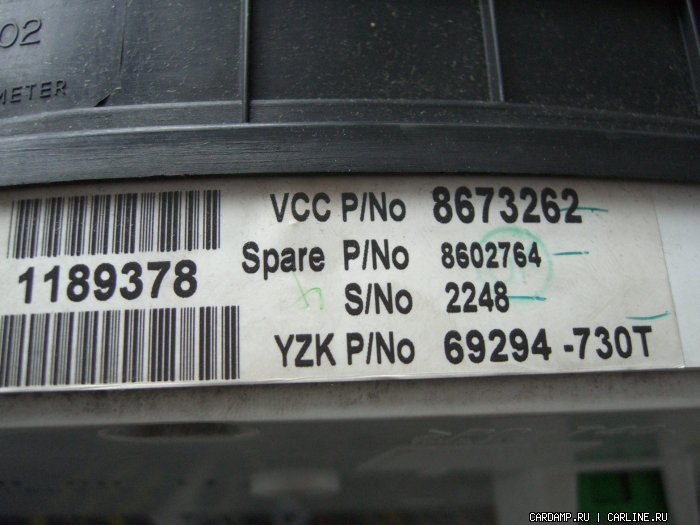 02
METER
VCC P/No 8673262
Spare P/No 8602764
1189378
S/No 2248
YZK P/No 69294-730T
CARDAMP.RU | CARLINE.RU